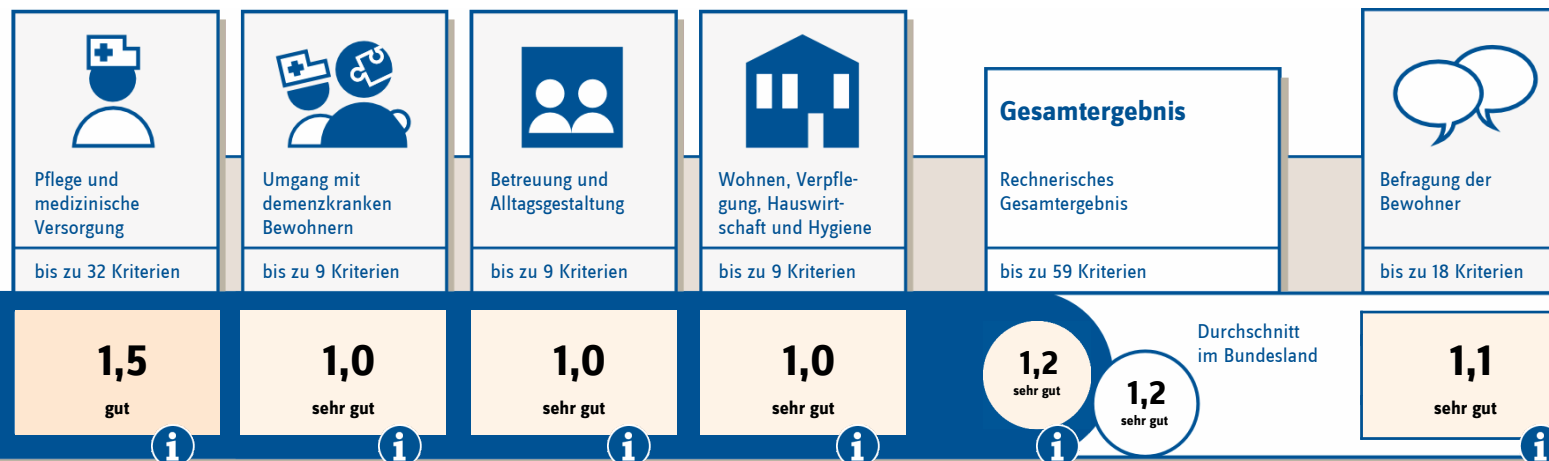 Pflege und
medizinische
Versorgung
bis zu 32 Kriterien
1,5
gut
i
Umgang mit
demenzkranken
Bewohnern
bis zu 9 Kriterien
1,0
sehr gut
i
Betreuung und
Alltagsgestaltung
bis zu 9 Kriterien
1,0
sehr gut
i
Wohnen, Verpfle-
gung, Hauswirt-
schaft und Hygiene
bis zu 9 Kriterien
1,0
sehr gut
i
Gesamtergebnis
Rechnerisches
Gesamtergebnis
bis zu 59 Kriterien
1,2
sehr gut
i
Durchschnitt
im Bundesland
1,2
sehr gut
Befragung der
Bewohner
bis zu 18 Kriterien
1,1
sehr gut
i